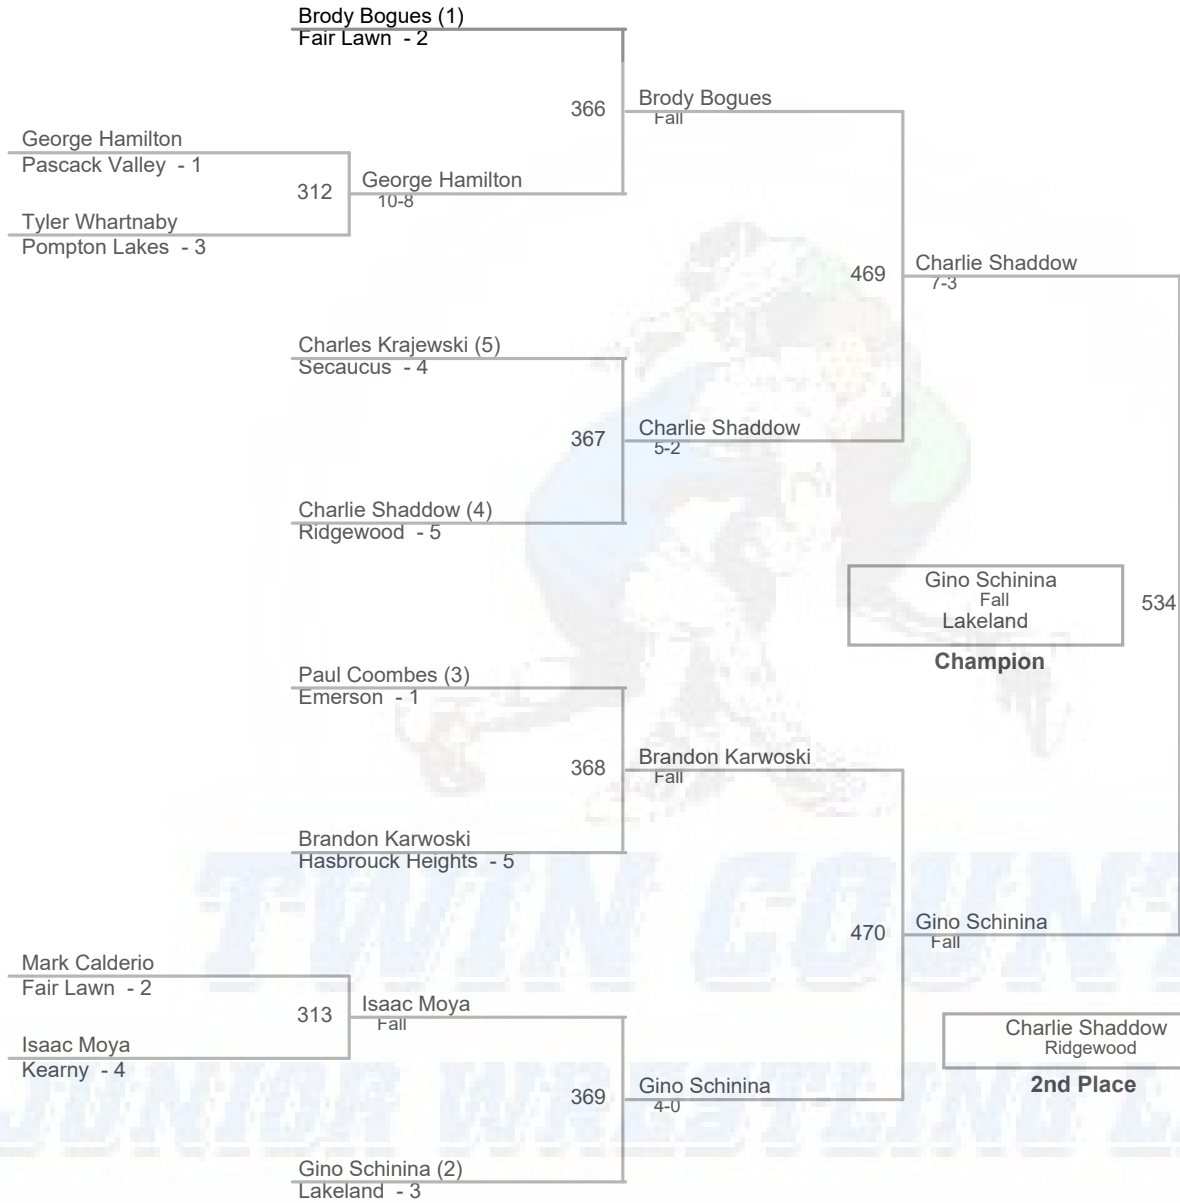 Brody Bogues (1)
Fair Lawn - 2
366
Brody Bogues
Fall
George Hamilton
Pascack Valley - 1
312
George Hamilton
10-8
Tyler Whartnaby
Pompton Lakes - 3
469
Charlie Shaddow
7-3
Charles Krajewski (5)
Secaucus - 4
367
Charlie Shaddow
5-2
Charlie Shaddow (4)
Ridgewood - 5
Gino Schinina
Fall
Lakeland
534
Champion
Paul Coombes (3)
Emerson - 1
368
Brandon Karwoski
Fall
Brandon Karwoski
Hasbrouck Heights - 5
TWIN COUNT
470
Gino Schinina
Fall
Mark Calderio
Fair Lawn - 2
313
Isaac Moya
Fall
Isaac Moya
Kearny - 4
Charlie Shaddow
Ridgewood
2nd Place
369
Gino Schinina
4-0
JUNIOR WRESTLING
Gino Schinina (2)
Lakeland - 3